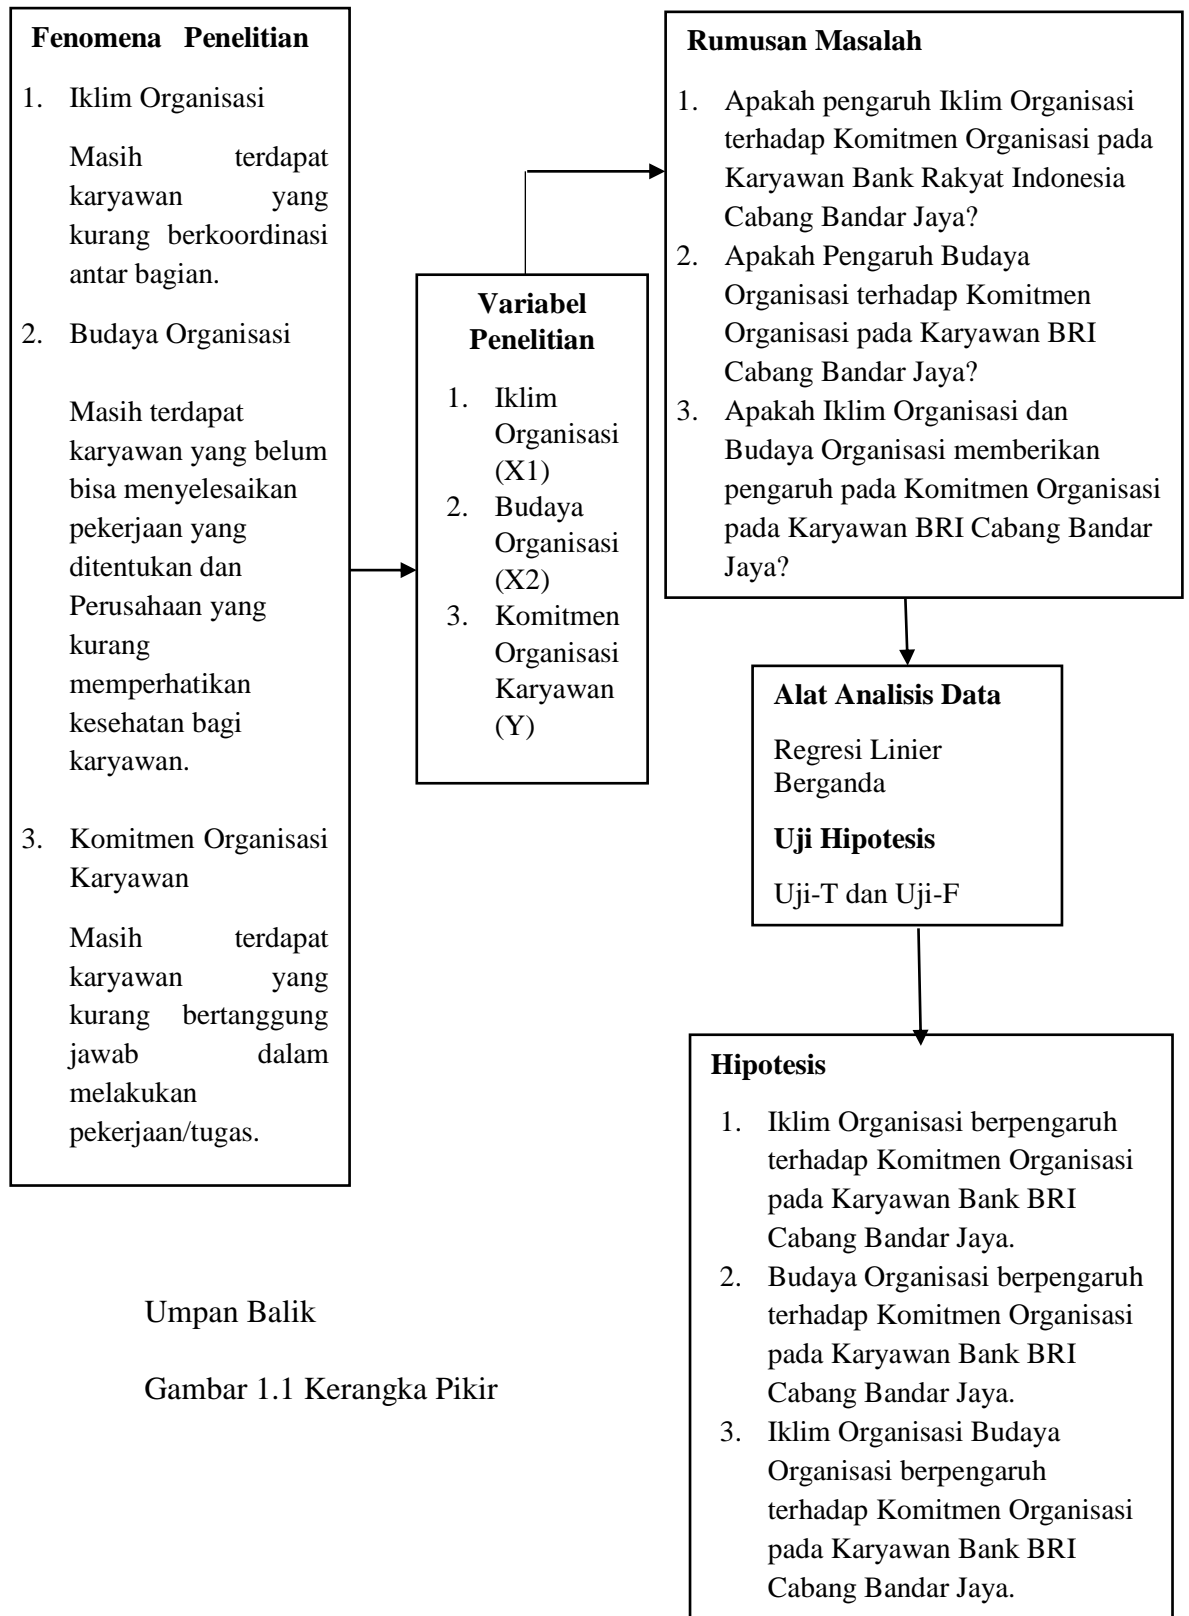 Fenomena Penelitian
1. Iklim Organisasi
Masih terdapat
karyawan yang
kurang berkoordinasi
antar bagian.
2. Budaya Organisasi
Masih terdapat
karyawan yang belum
bisa menyelesaikan
pekerjaan yang
ditentukan dan
Perusahaan yang
kurang
memperhatikan
kesehatan bagi
karyawan.
3. Komitmen Organisasi
Karyawan
Masih terdapat
karyawan yang
kurang bertanggung
jawab dalam
melakukan
pekerjaan/tugas.
Variabel
Penelitian
1. Iklim
Organisasi
(X1)
2. Budaya
Organisasi
(X2)
3. Komitmen
Organisasi
Karyawan
(Y)
Rumusan Masalah
1. Apakah pengaruh Iklim Organisasi
terhadap Komitmen Organisasi pada
Karyawan Bank Rakyat Indonesia
Cabang Bandar Jaya?
2. Apakah Pengaruh Budaya
Organisasi terhadap Komitmen
Organisasi pada Karyawan BRI
Cabang Bandar Jaya?
3. Apakah Iklim Organisasi dan
Budaya Organisasi memberikan
pengaruh pada Komitmen Organisasi
pada Karyawan BRI Cabang Bandar
Jaya?
Alat Analisis Data
Regresi Linier
Berganda
Uji Hipotesis
Uji-T dan Uji-F
Hipotesis
1. Iklim Organisasi berpengaruh
terhadap Komitmen Organisasi
pada Karyawan Bank BRI
Cabang Bandar Jaya.
2. Budaya Organisasi berpengaruh
terhadap Komitmen Organisasi
pada Karyawan Bank BRI
Cabang Bandar Jaya.
3. Iklim Organisasi Budaya
Organisasi berpengaruh
terhadap Komitmen Organisasi
pada Karyawan Bank BRI
Cabang Bandar Jaya.
Umpan Balik
Gambar 1.1 Kerangka Pikir